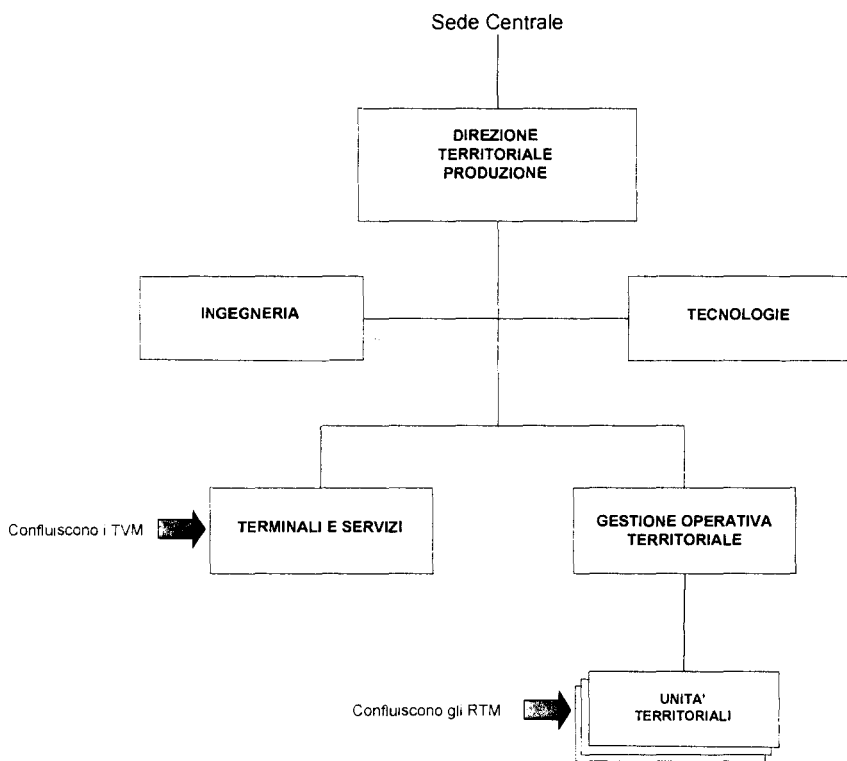 Sede Centrale
DIREZIONE
TERRITORIALE
PRODUZIONE
INGEGNERIA
TECNOLOGIE
Confluiscono i TVM
TERMINALI E SERVIZI
GESTIONE OPERATIVA
TERRITORIALE
Confluiscono gli RTM
UNITA'
TERRITORIALI